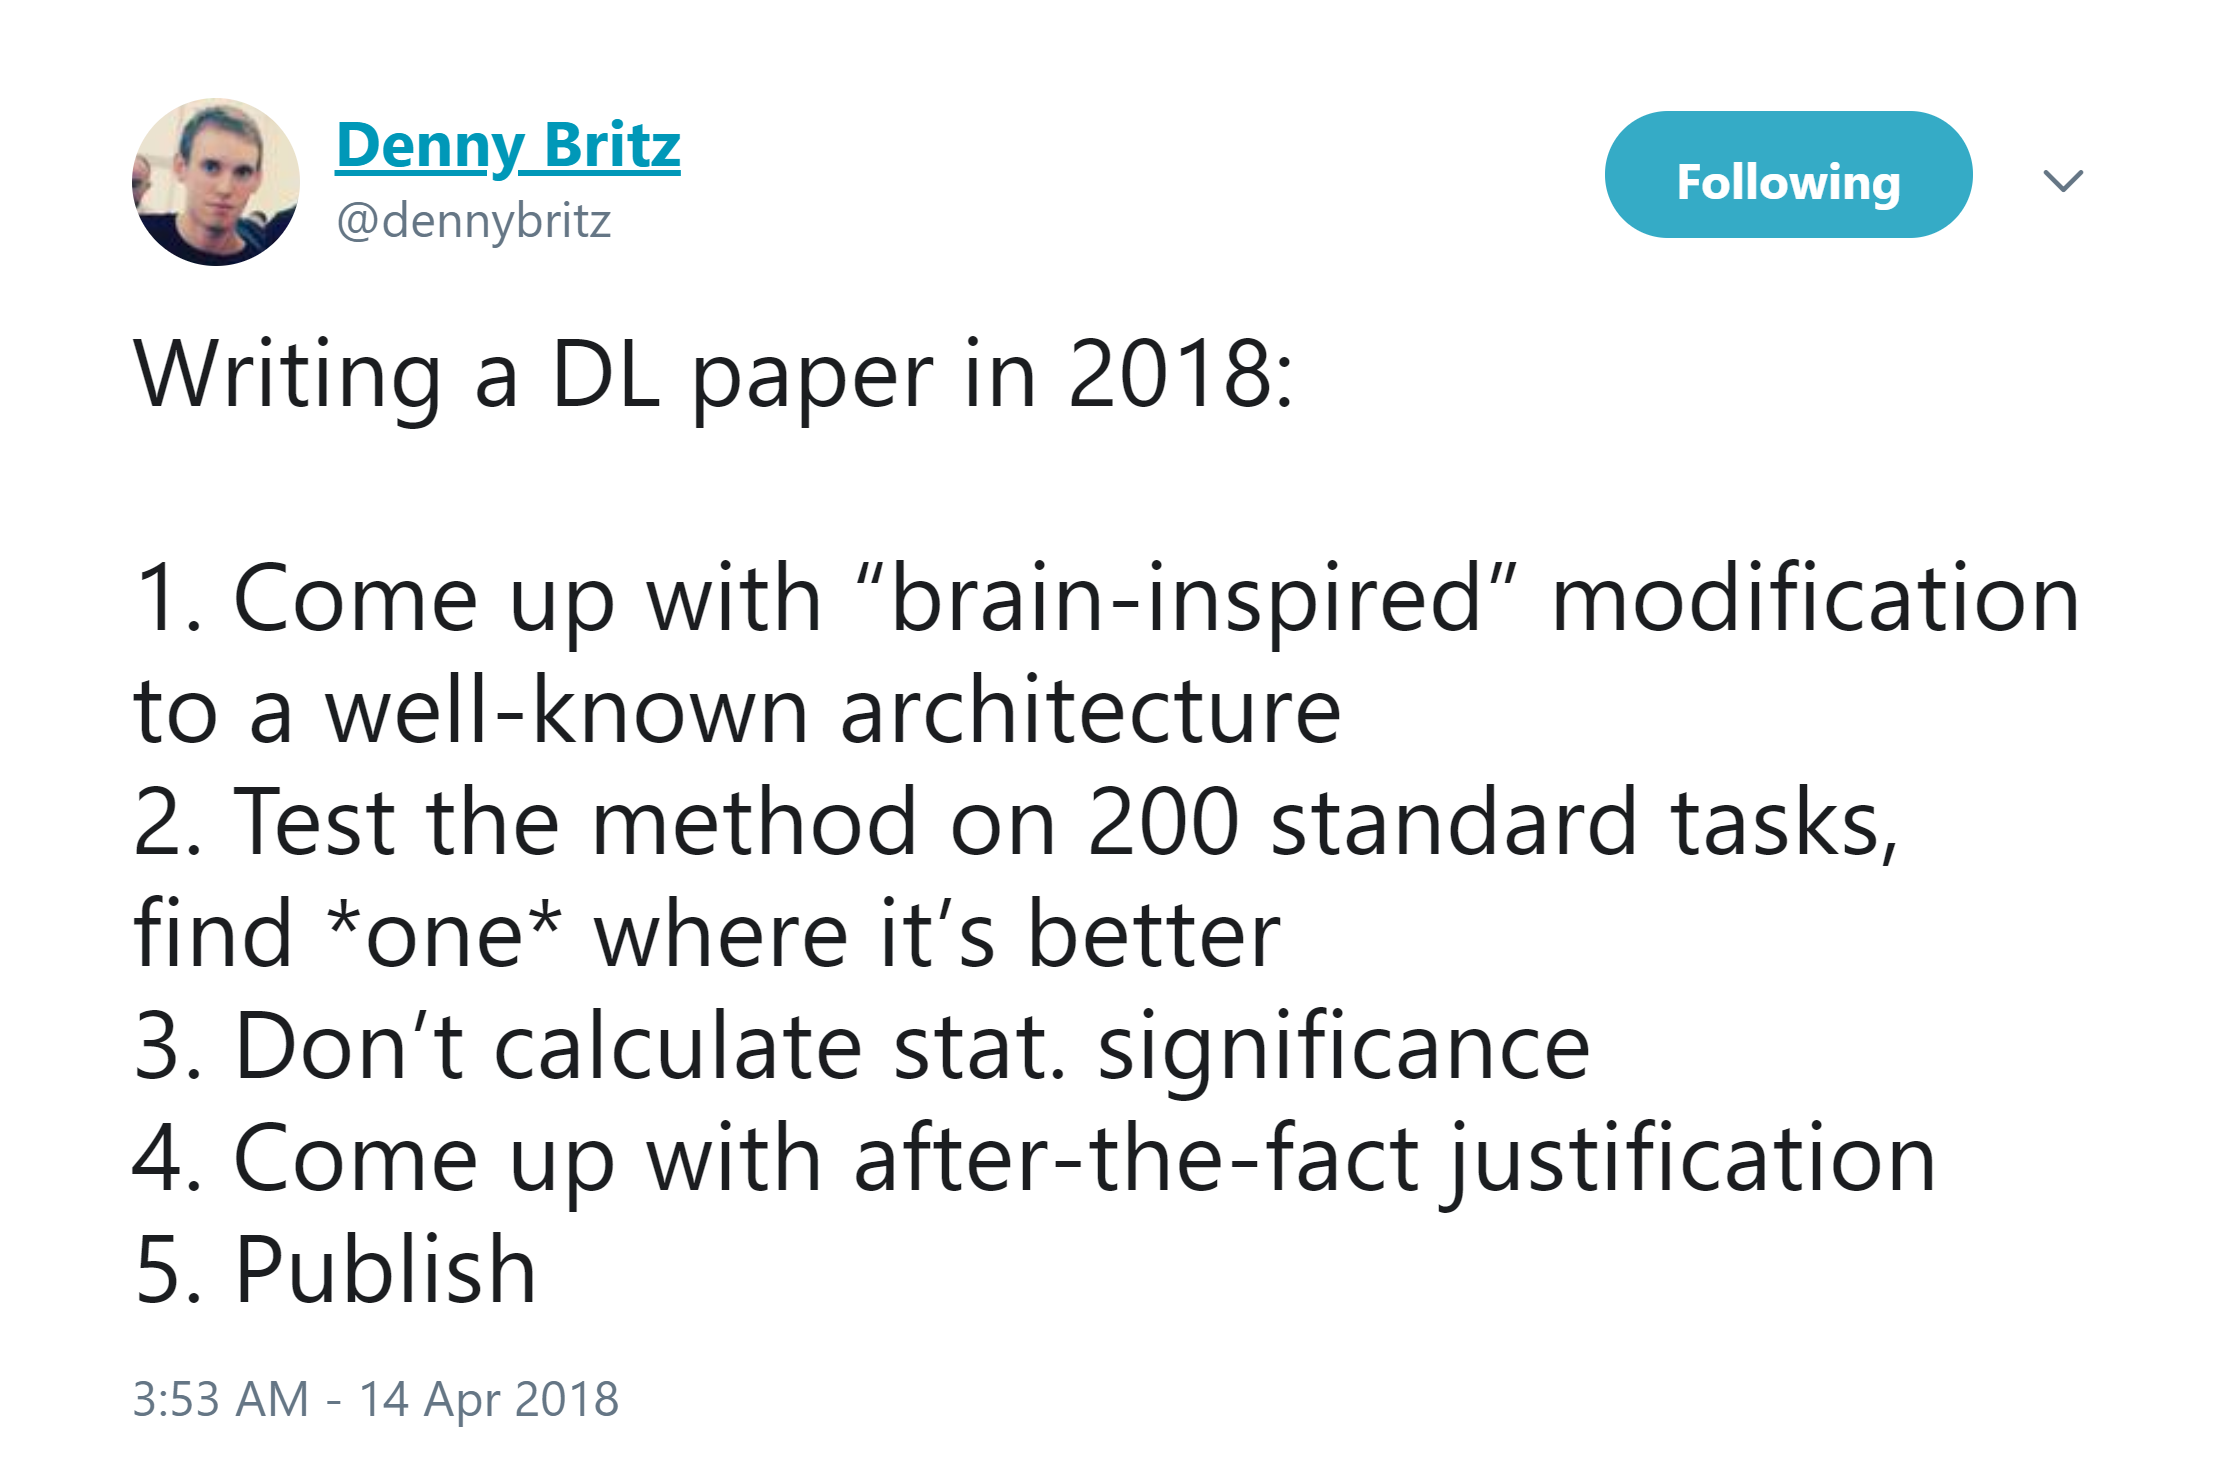 Denny Britz
@dennybritz
Following
Writing a DL paper in 2018:
1. Come up with “brain-inspired” modification
to a well-known architecture
2. Test the method on 200 standard tasks,
find *one* where it’s better
3. Don’t calculate stat. significance
4. Come up with after-the-fact justification
5. Publish
3:53 AM - 14 Apr 2018